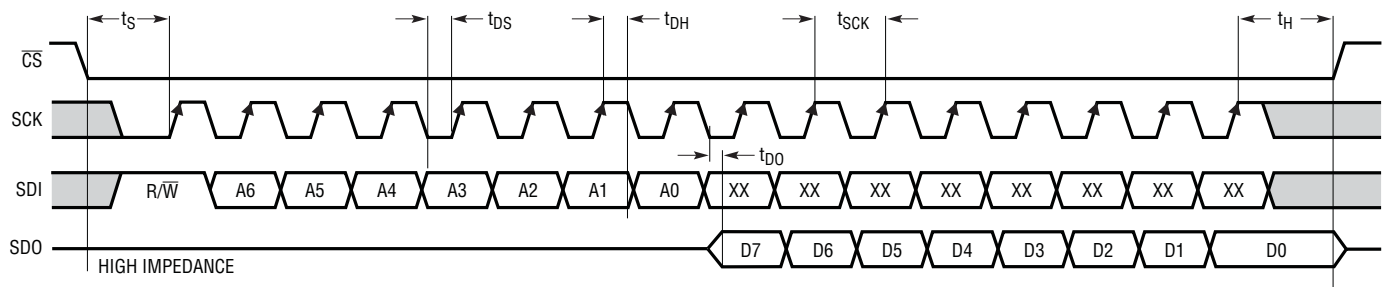 tS tDS tDH tSCK tH
CS
SCK
tDO
SDI R/W A6 A5 A4 A3 A2 A1 A0 XX XX XX XX XX XX XX XX
SDO D7 D6 D5 D4 D3 D2 D1 D0
HIGH IMPEDANCE